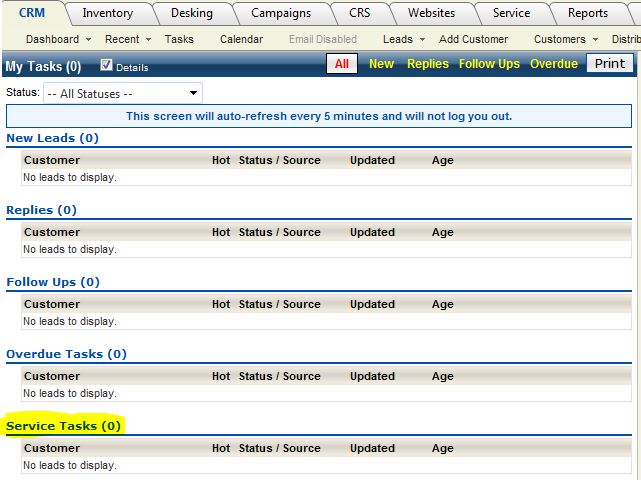 CRM Inventory Desking Campaigns CRS Websites Service Reports
Dashboard Recent Tasks Calendar Email Disabled Leads Add Customer Customers Distrib
My Tasks (0) Details All New Replies Follow Ups Overdue Print
Status: -- All Statuses --
This screen will auto-refresh every 5 minutes and will not log you out.
New Leads (0)
Customer Hot Status / Source Updated Age
No leads to display.
Replies (0)
Customer Hot Status / Source Updated Age
No leads to display.
Follow Ups (0)
Customer Hot Status / Source Updated Age
No leads to display.
Overdue Tasks (0)
Customer Hot Status / Source Updated Age
No leads to display.
Service Tasks (0)
Customer Hot Status / Source Updated Age
No leads to display.